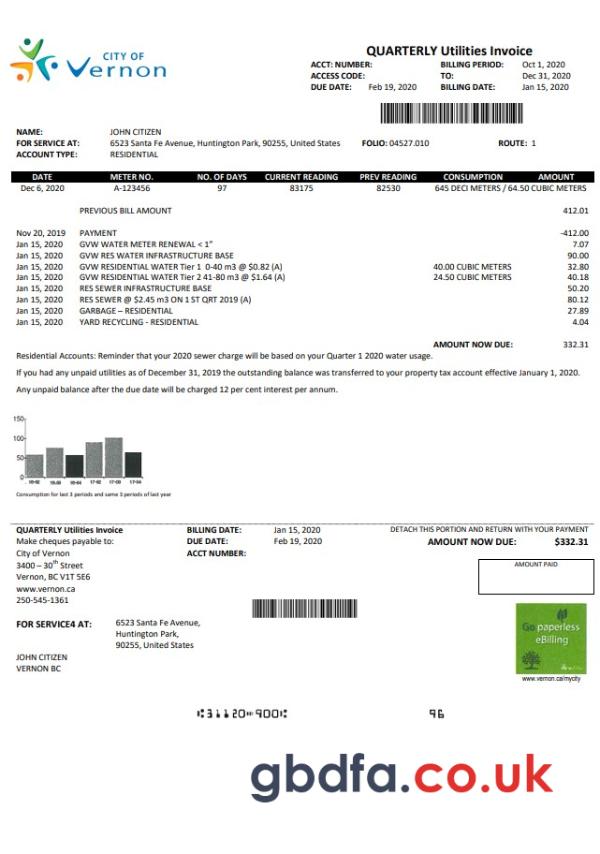 CITY OF
Vernon
QUARTERLY Utilities Invoice
ACCT: NUMBER: BILLING PERIOD: Oct 1, 2020
ACCESS CODE: TO: Dec 31, 2020
DUE DATE: Feb 19, 2020 BILLING DATE: Jan 15, 2020
NAME: JOHN CITIZEN
FOR SERVICE AT: 6523 Santa Fe Avenue, Huntington Park, 90255, United States FOLIO: 04527.010 ROUTE: 1
ACCOUNT TYPE: RESIDENTIAL
DATE METER NO. NO. OF DAYS CURRENT READING PREV READING CONSUMPTION AMOUNT
Dec 6, 2020 A-123456 97 83175 82530 645 DECI METERS / 64.50 CUBIC METERS
PREVIOUS BILL AMOUNT 412.01
Nov 20, 2019 PAYMENT -412.00
Jan 15, 2020 GVW WATER METER RENEWAL < 1" 7.07
Jan 15, 2020 GVW RES WATER INFRASTRUCTURE BASE 90.00
Jan 15, 2020 GVW RESIDENTIAL WATER Tier 1 0-40 m3 @ $0.82 (A) 40.00 CUBIC METERS 32.80
Jan 15, 2020 GVW RESIDENTIAL WATER Tier 2 41-80 m3 @ $1.64 (A) 24.50 CUBIC METERS 40.18
Jan 15, 2020 RES SEWER INFRASTRUCTURE BASE 50.20
Jan 15, 2020 RES SEWER @ $2.45 m3 ON 1 ST QRT 2019 (A) 80.12
Jan 15, 2020 GARBAGE – RESIDENTIAL 27.89
Jan 15, 2020 YARD RECYCLING - RESIDENTIAL 4.04
AMOUNT NOW DUE: 332.31
Residential Accounts: Reminder that your 2020 sewer charge will be based on your Quarter 1 2020 water usage.
If you had any unpaid utilities as of December 31, 2019 the outstanding balance was transferred to your property tax account effective January 1, 2020.
Any unpaid balance after the due date will be charged 12 per cent interest per annum.
150
100
50
0
16-02 16-03 16-04 17-02 17-03 17-04
Consumption for last 3 periods and same 3 periods of last year
QUARTERLY Utilities Invoice BILLING DATE: Jan 15, 2020 DETACH THIS PORTION AND RETURN WITH YOUR PAYMENT
Make cheques payable to: DUE DATE: Feb 19, 2020 AMOUNT NOW DUE: $332.31
City of Vernon ACCT NUMBER:
3400 – 30th Street AMOUNT PAID
Vernon, BC V1T 5E6
www.vernon.ca
250-545-1361
FOR SERVICE4 AT: 6523 Santa Fe Avenue,
Huntington Park,
90255, United States
Go paperless
eBilling
JOHN CITIZEN
VERNON BC
www.vernon.ca/mycity
⑆31120⑉900⑆ 96
gbdfa.co.uk